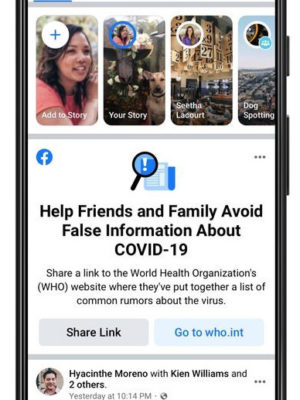 Add to Story
Your Story
Seetha
Lacourt
Dog
Spotting
Help Friends and Family Avoid
False Information About
COVID-19
Share a link to the World Health Organization's
(WHO) website where they've put together a list of
common rumors about the virus.
Share Link
Go to who.int
Hyacinthe Moreno with Kien Williams and
2 others.
Yesterday at 10:14 PM ·